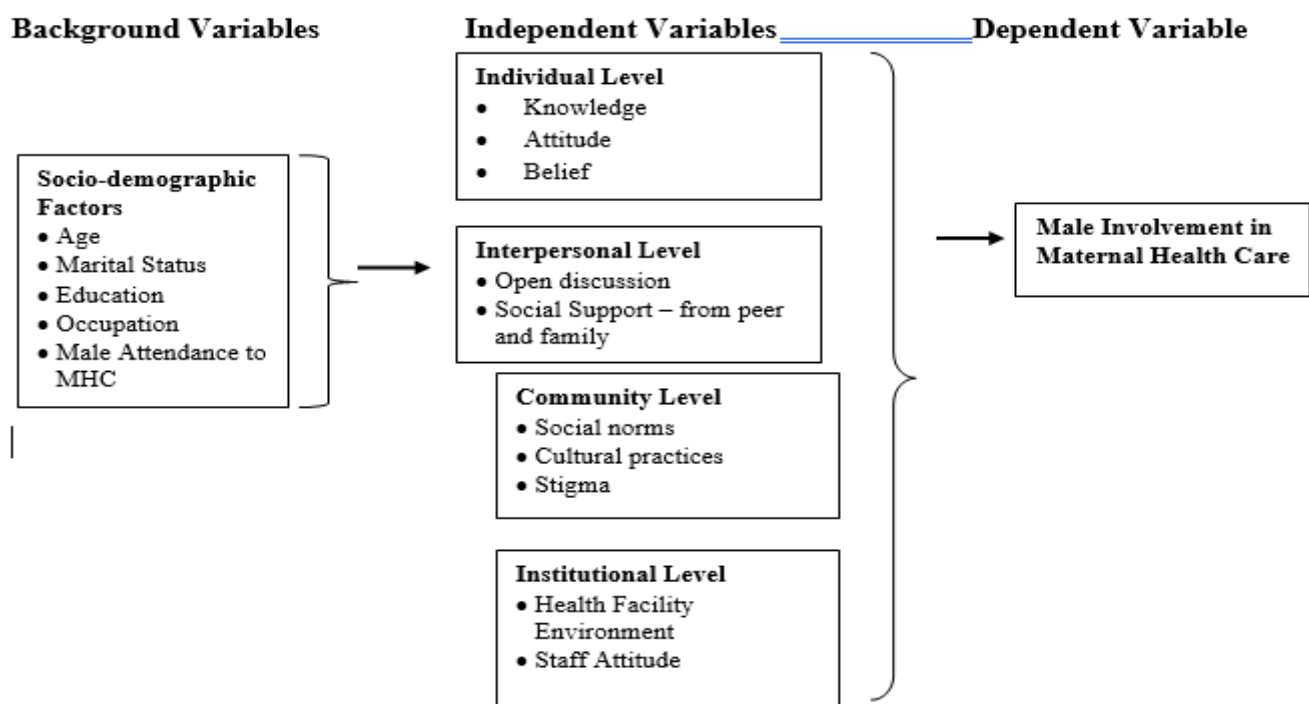 Background Variables
Independent Variables
Dependent Variable
Socio-demographic
Factors
• Age
• Marital Status
• Education
• Occupation
• Male Attendance to
MHC
Individual Level
• Knowledge
• Attitude
• Belief
Interpersonal Level
• Open discussion
• Social Support – from peer
and family
Community Level
• Social norms
• Cultural practices
• Stigma
Institutional Level
• Health Facility
Environment
• Staff Attitude
Male Involvement in
Maternal Health Care